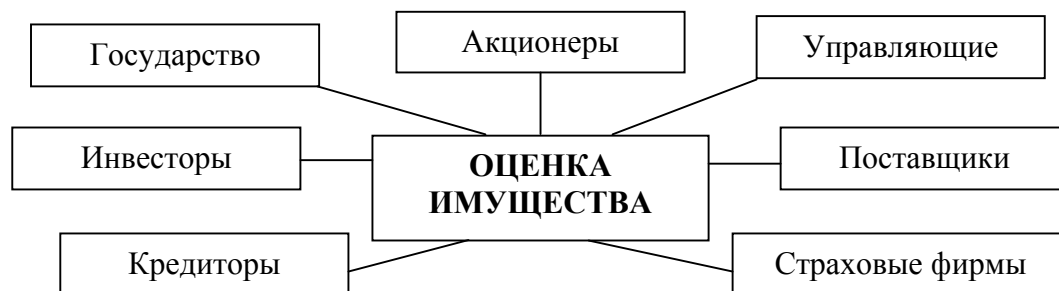 Государство
Акционеры
Управляющие
Инвесторы
ОЦЕНКА
ИМУЩЕСТВА
Поставщики
Кредиторы
Страховые фирмы